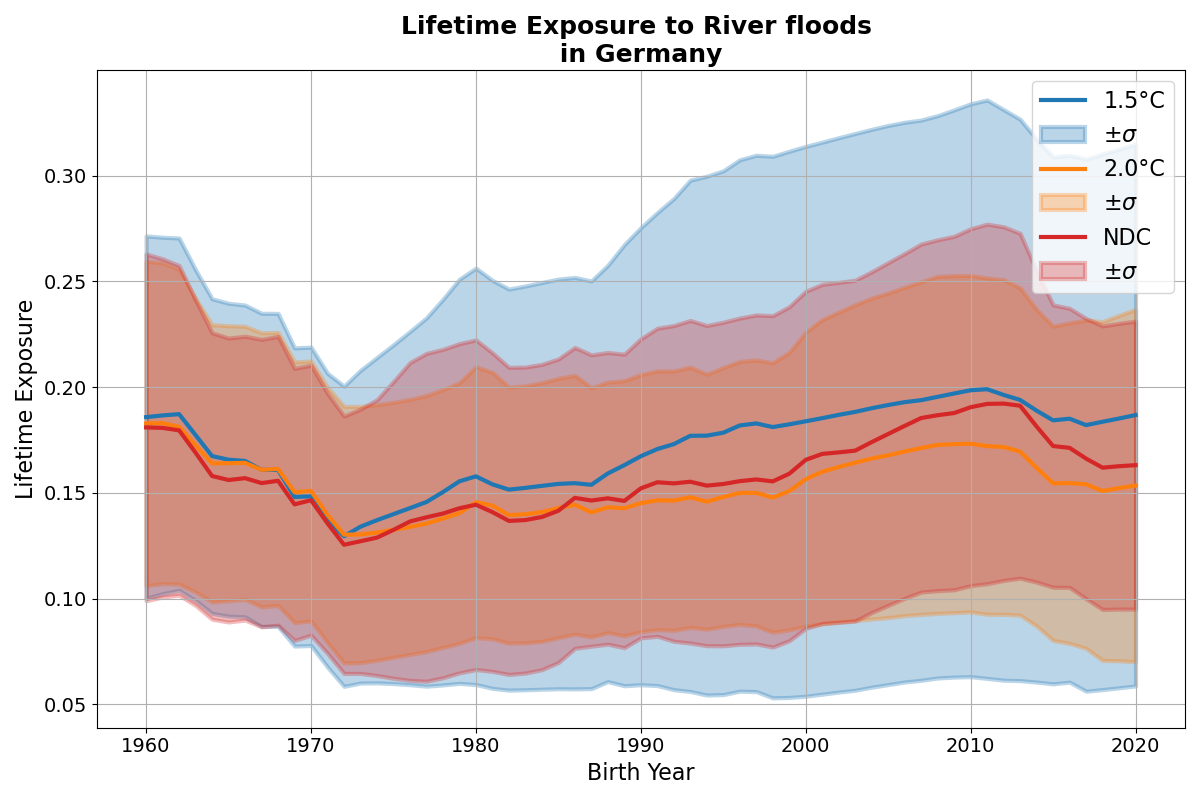 Lifetime Exposure to River floods
in Germany
1.5°C
±σ
2.0°C
±σ
NDC
±σ
Lifetime Exposure
0.30
0.25
0.20
0.15
0.10
0.05
1960 1970 1980 1990 2000 2010 2020
Birth Year